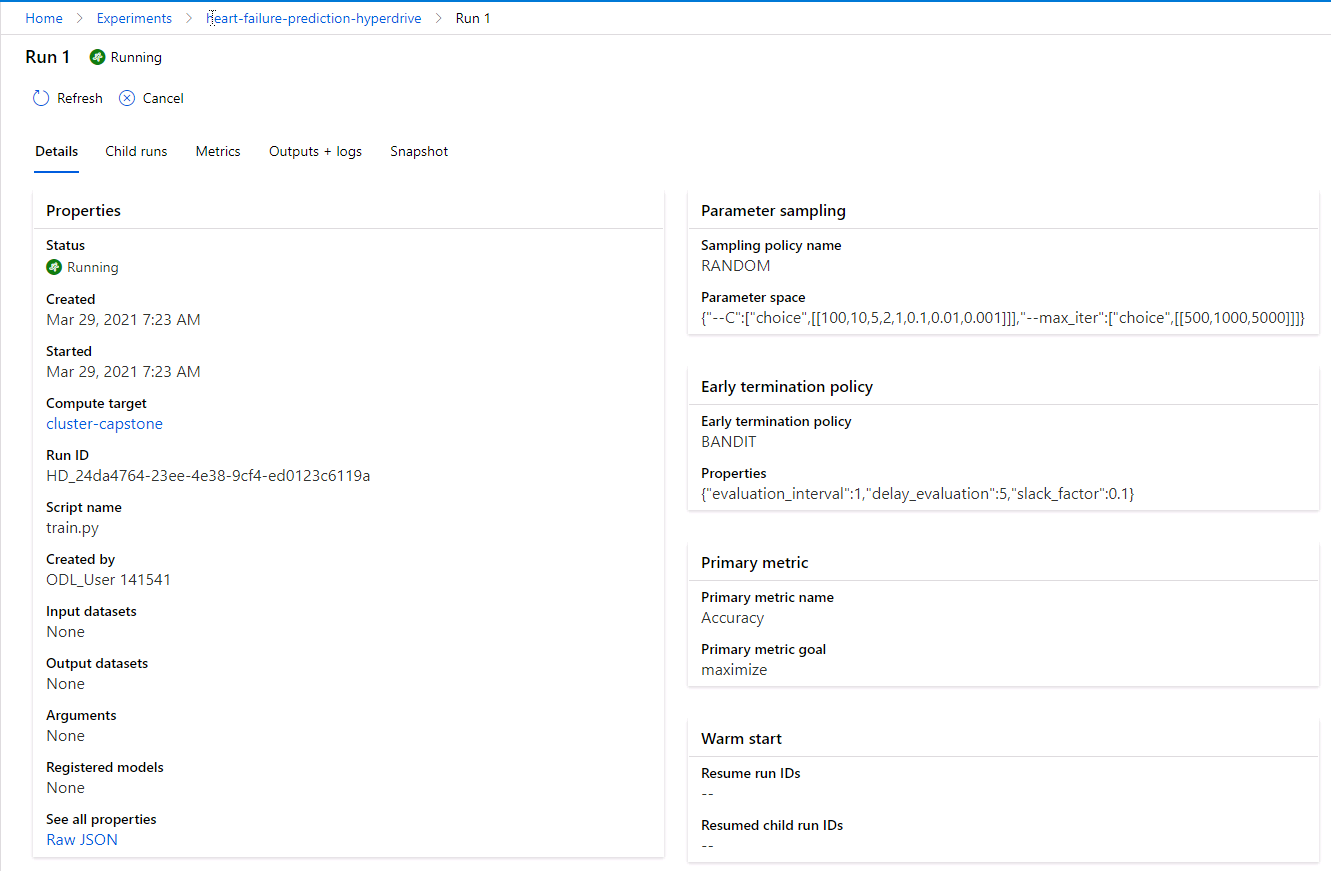 Home > Experiments > heart-failure-prediction-hyperdrive > Run 1
Run 1 Running
Refresh Cancel
Details Child runs Metrics Outputs + logs Snapshot
Properties
Status
Running
Created
Mar 29, 2021 7:23 AM
Started
Mar 29, 2021 7:23 AM
Compute target
cluster-capstone
Run ID
HD_24da4764-23ee-4e38-9cf4-ed0123c6119a
Script name
train.py
Created by
ODL_User 141541
Input datasets
None
Output datasets
None
Arguments
None
Registered models
None
See all properties
Raw JSON
Parameter sampling
Sampling policy name
RANDOM
Parameter space
{"--C":["choice",[[100,10,5,2,1,0.1,0.01,0.001]]],"--max_iter":["choice",[[500,1000,5000]]]}
Early termination policy
Early termination policy
BANDIT
Properties
{"evaluation_interval":1,"delay_evaluation":5,"slack_factor":0.1}
Primary metric
Primary metric name
Accuracy
Primary metric goal
maximize
Warm start
Resume run IDs
--
Resumed child run IDs
--